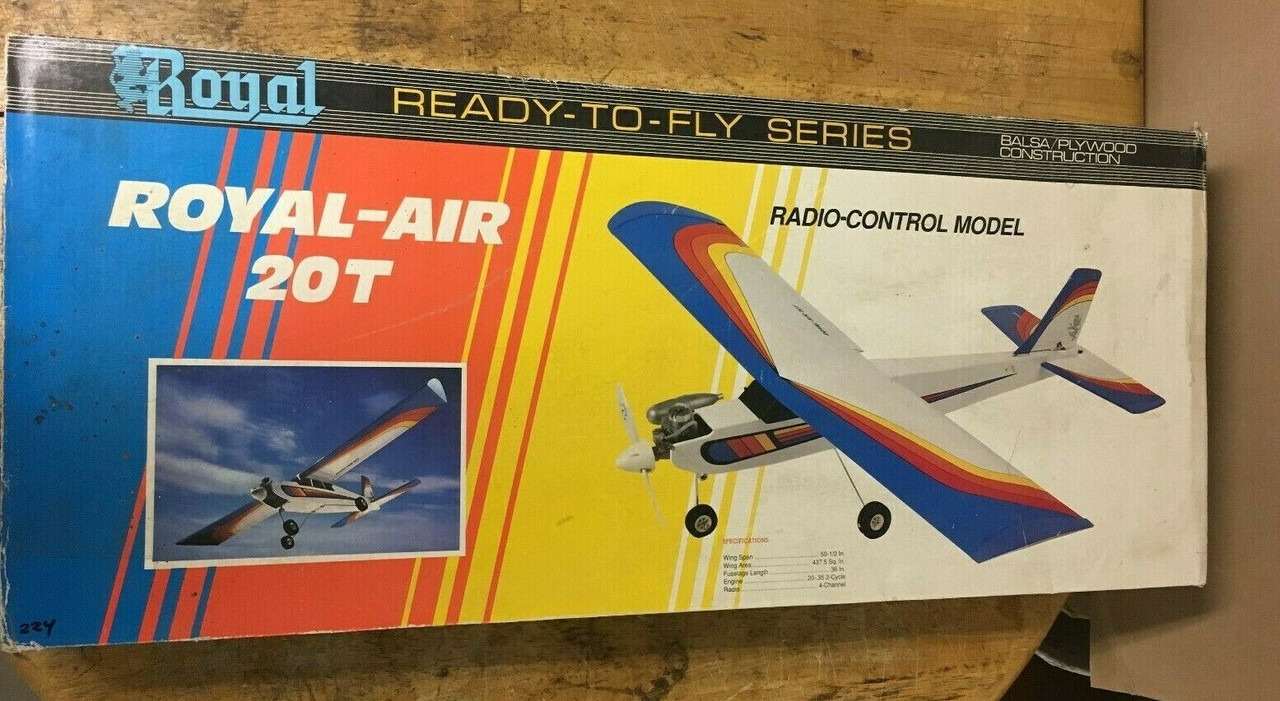 Royal
READY-TO-FLY SERIES
BALSA/PLYWOOD
CONSTRUCTION
ROYAL-AIR
20T
RADIO-CONTROL MODEL
SPECIFICATIONS:
Wing Span 50-1/2 In.
Wing Area 437.5 Sq. In.
Fuselage Length 36 In.
Engine .20-.35 2-Cycle
Radio 4-Channel
224